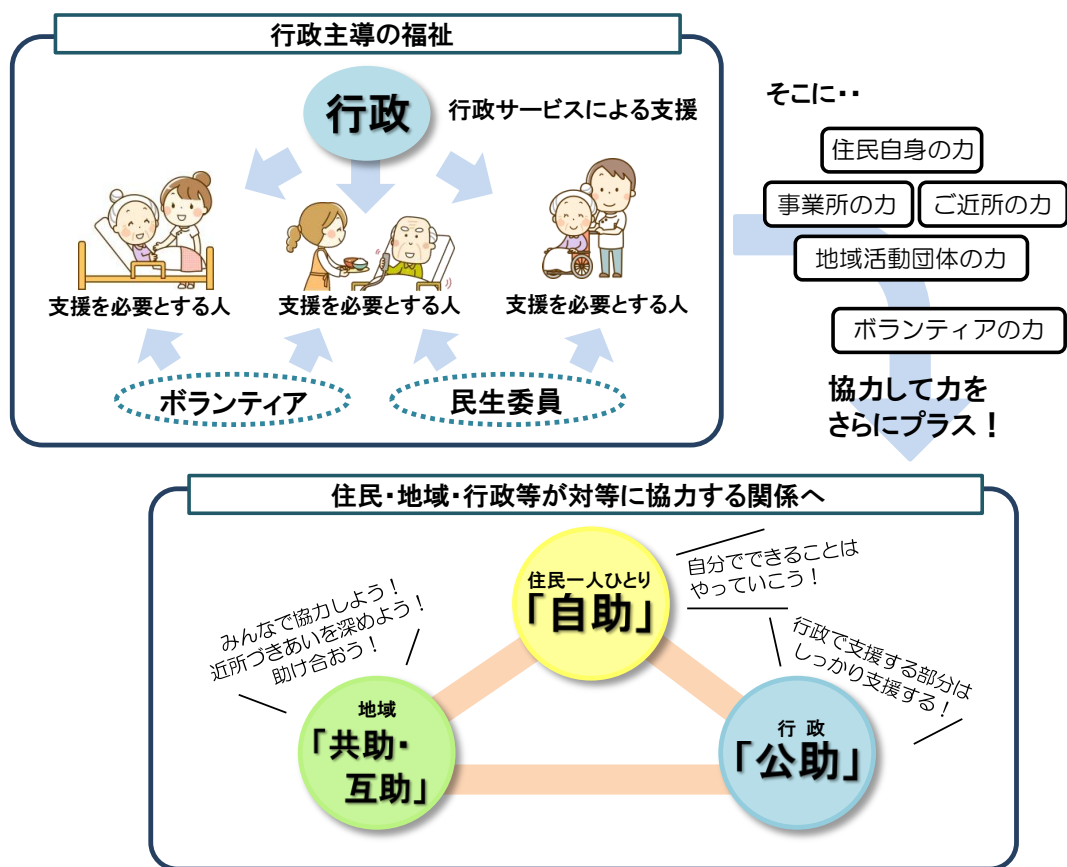 行政主導の福祉
行政
行政サービスによる支援
支援を必要とする人
支援を必要とする人
支援を必要とする人
ボランティア
民生委員
そこに・・
住民自身の力
事業所の力
ご近所の力
地域活動団体の力
ボランティアの力
協力して力を
さらにプラス！
住民・地域・行政等が対等に協力する関係へ
住民一人ひとり
「自助」
自分でできることは
やっていこう！
みんなで協力しよう！
近所づきあいを深めよう！
助け合おう！
行政で支援する部分は
しっかり支援する！
地域
「共助・
互助」
行政
「公助」